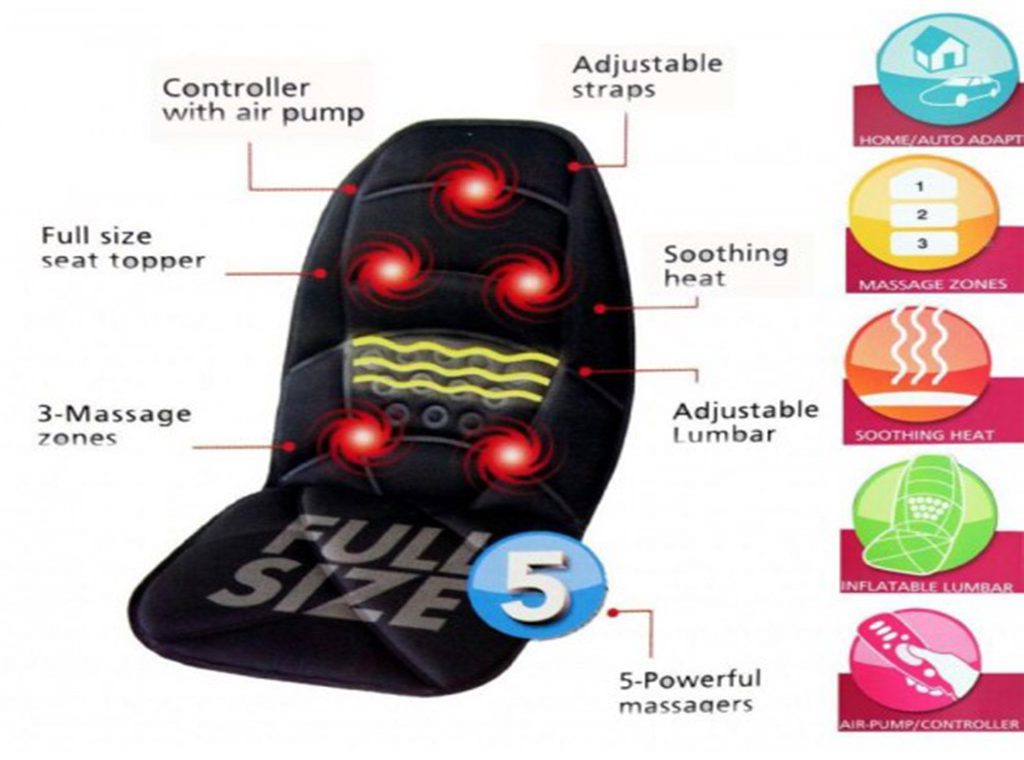 Controller
with air pump
Adjustable
straps
Full size
seat topper
Soothing
heat
3-Massage
zones
Adjustable
Lumbar
FULL
SIZE
5
5-Powerful
massagers
HOME/AUTO ADAPT
1
2
3
MASSAGE ZONES
SOOTHING HEAT
INFLATABLE LUMBAR
AIR-PUMP/CONTROLLER